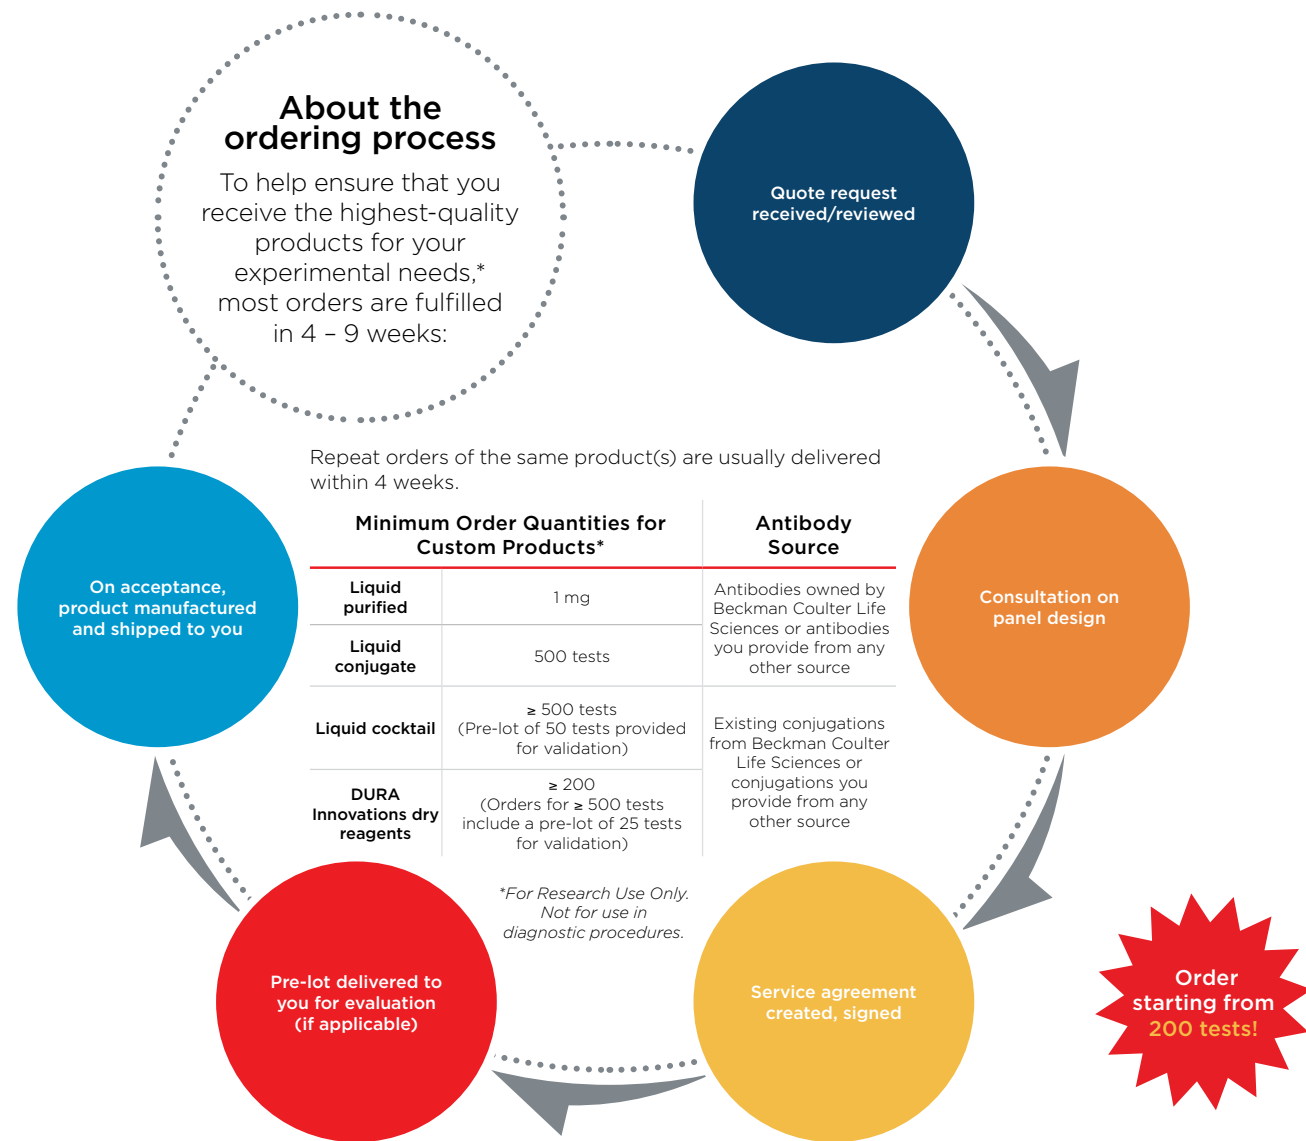 About the
ordering process
To help ensure that you
receive the highest-quality
products for your
experimental needs,*
most orders are fulfilled
in 4 – 9 weeks:
Quote request
received/reviewed
Consultation on
panel design
Service agreement
created, signed
Pre-lot delivered to
you for evaluation
(if applicable)
On acceptance,
product manufactured
and shipped to you
Repeat orders of the same product(s) are usually delivered
within 4 weeks.
Minimum Order Quantities for
Custom Products*
Antibody
Source
Liquid
purified
1 mg
Antibodies owned by
Beckman Coulter Life
Sciences or antibodies
you provide from any
other source
Liquid
conjugate
500 tests
Liquid cocktail
≥ 500 tests
(Pre-lot of 50 tests provided
for validation)
Existing conjugations
from Beckman Coulter
Life Sciences or
conjugations you
provide from any
other source
DURA
Innovations dry
reagents
≥ 200
(Orders for ≥ 500 tests
include a pre-lot of 25 tests
for validation)
*For Research Use Only.
Not for use in
diagnostic procedures.
Order
starting from
200 tests!